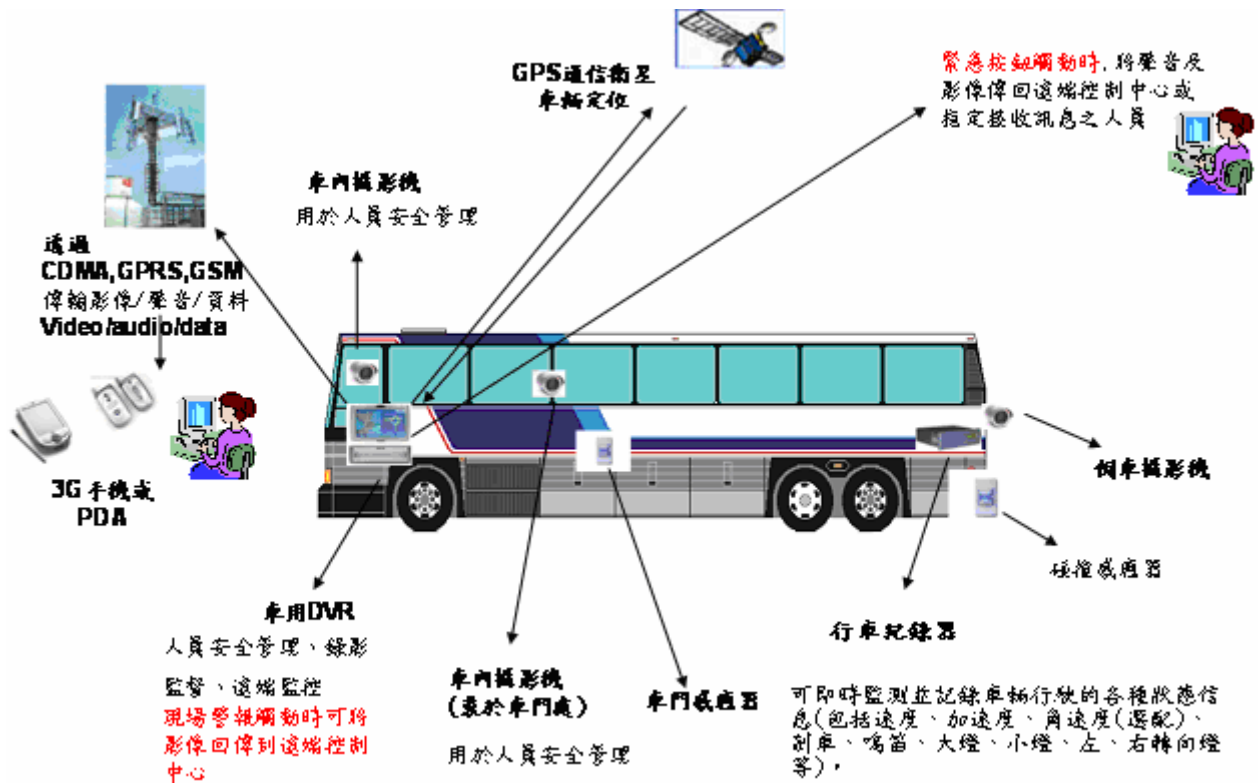 GPS通信衛星
車輛定位
緊急按鈕觸動時,將聲音及
影像傳回遠端控制中心或
指定接收訊息之人員
車內攝影機
用於人員安全管理
透過
CDMA,GPRS,GSM
傳輸影像/聲音/資料
Video/audio/data
3G手機或
PDA
倒車攝影機
碰撞感應器
車用DVR
人員安全管理、錄影
監督、遠端監控
現場警報觸動時可將
影像回傳到遠端控制
中心
車內攝影機
(裝於車門處)
用於人員安全管理
車門感應器
行車紀錄器
可即時監測並記錄車輛行駛的各種狀態信
息(包括速度、加速度、角速度(選配)、
剎車、鳴笛、大燈、小燈、左、右轉向燈
等)。